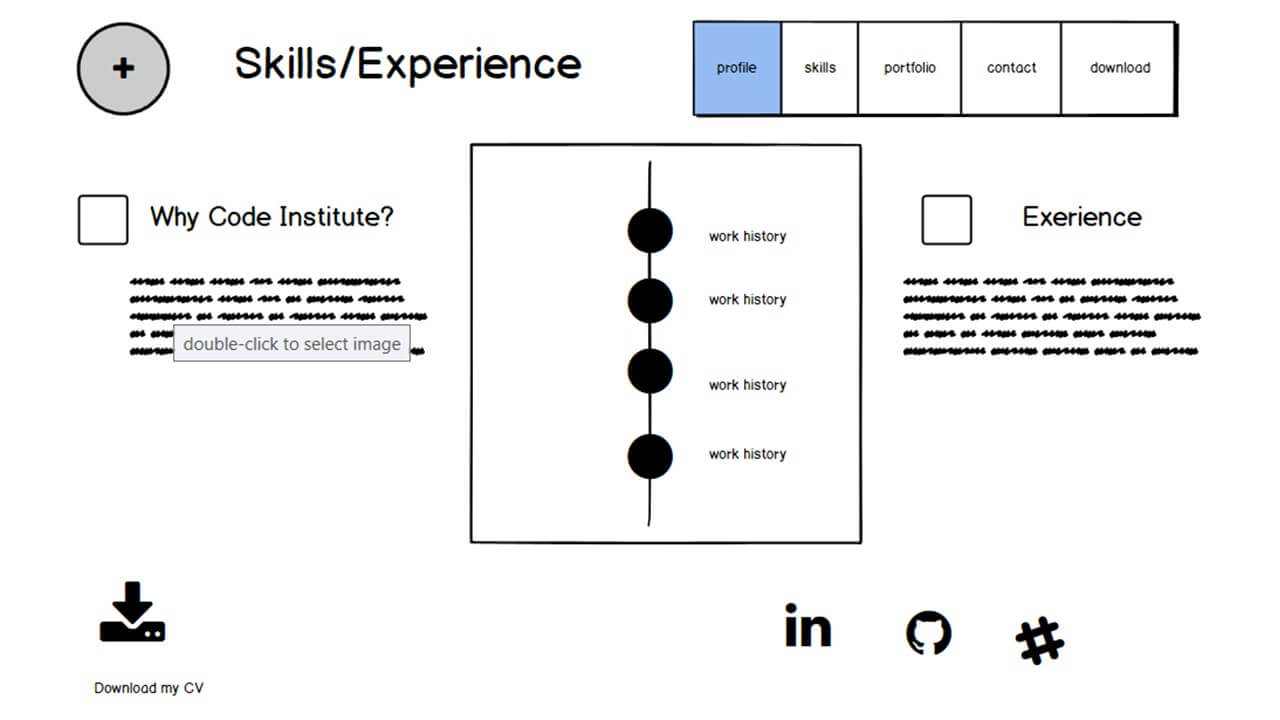 Skills/Experience
profile skills portfolio contact download
Why Code Institute?
double-click to select image
work history
work history
work history
work history
Exerience
Download my CV
in